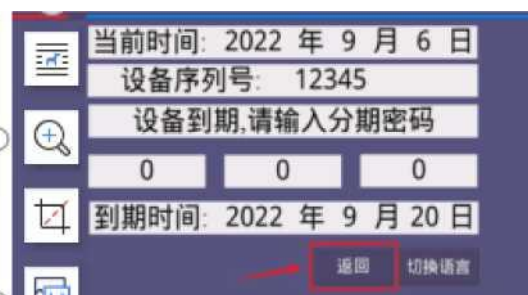 当前时间: 2022 年 9 月 6 日
设备序列号: 12345
设备到期,请输入分期密码
0 0 0
到期时间: 2022 年 9 月 20 日
返回 切换语言